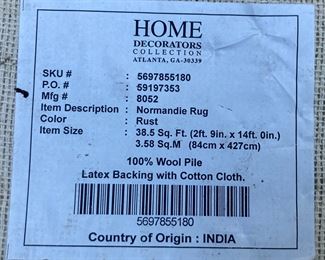 HOME
DECORATORS
COLLECTION
ATLANTA, GA-30339
SKU # : 5697855180
P.O. # : 59197353
Mfg # : 8052
Item Description : Normandie Rug
Color : Rust
Item Size : 38.5 Sq. Ft. (2ft. 9in. x 14ft. 0in.)
3.58 Sq.M (84cm x 427cm)
100% Wool Pile
Latex Backing with Cotton Cloth.
5697855180
Country of Origin : INDIA